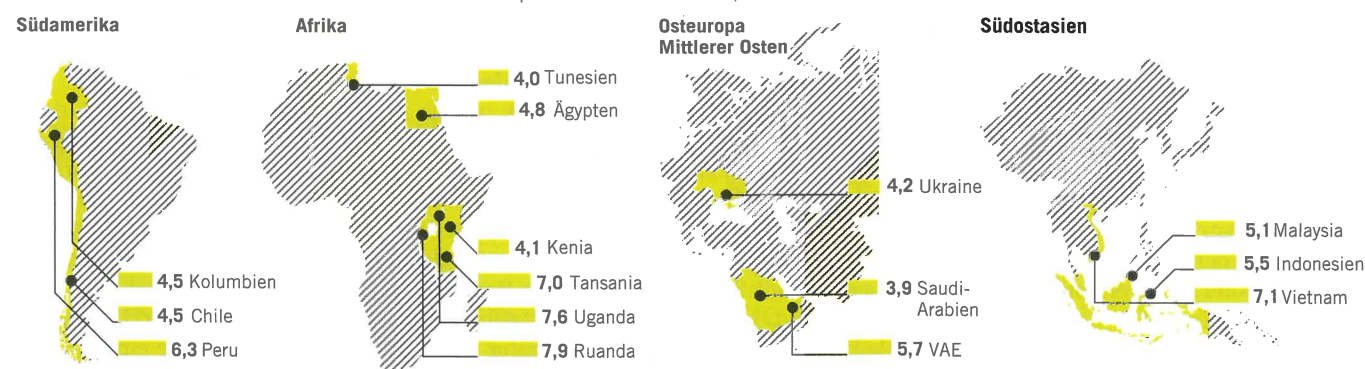 Südamerika
4,5 Kolumbien
4,5 Chile
6,3 Peru
Afrika
4,0 Tunesien
4,8 Ägypten
4,1 Kenia
7,0 Tansania
7,6 Uganda
7,9 Ruanda
Osteuropa
Mittlerer Osten
4,2 Ukraine
3,9 Saudi-
Arabien
5,7 VAE
Südostasien
5,1 Malaysia
5,5 Indonesien
7,1 Vietnam